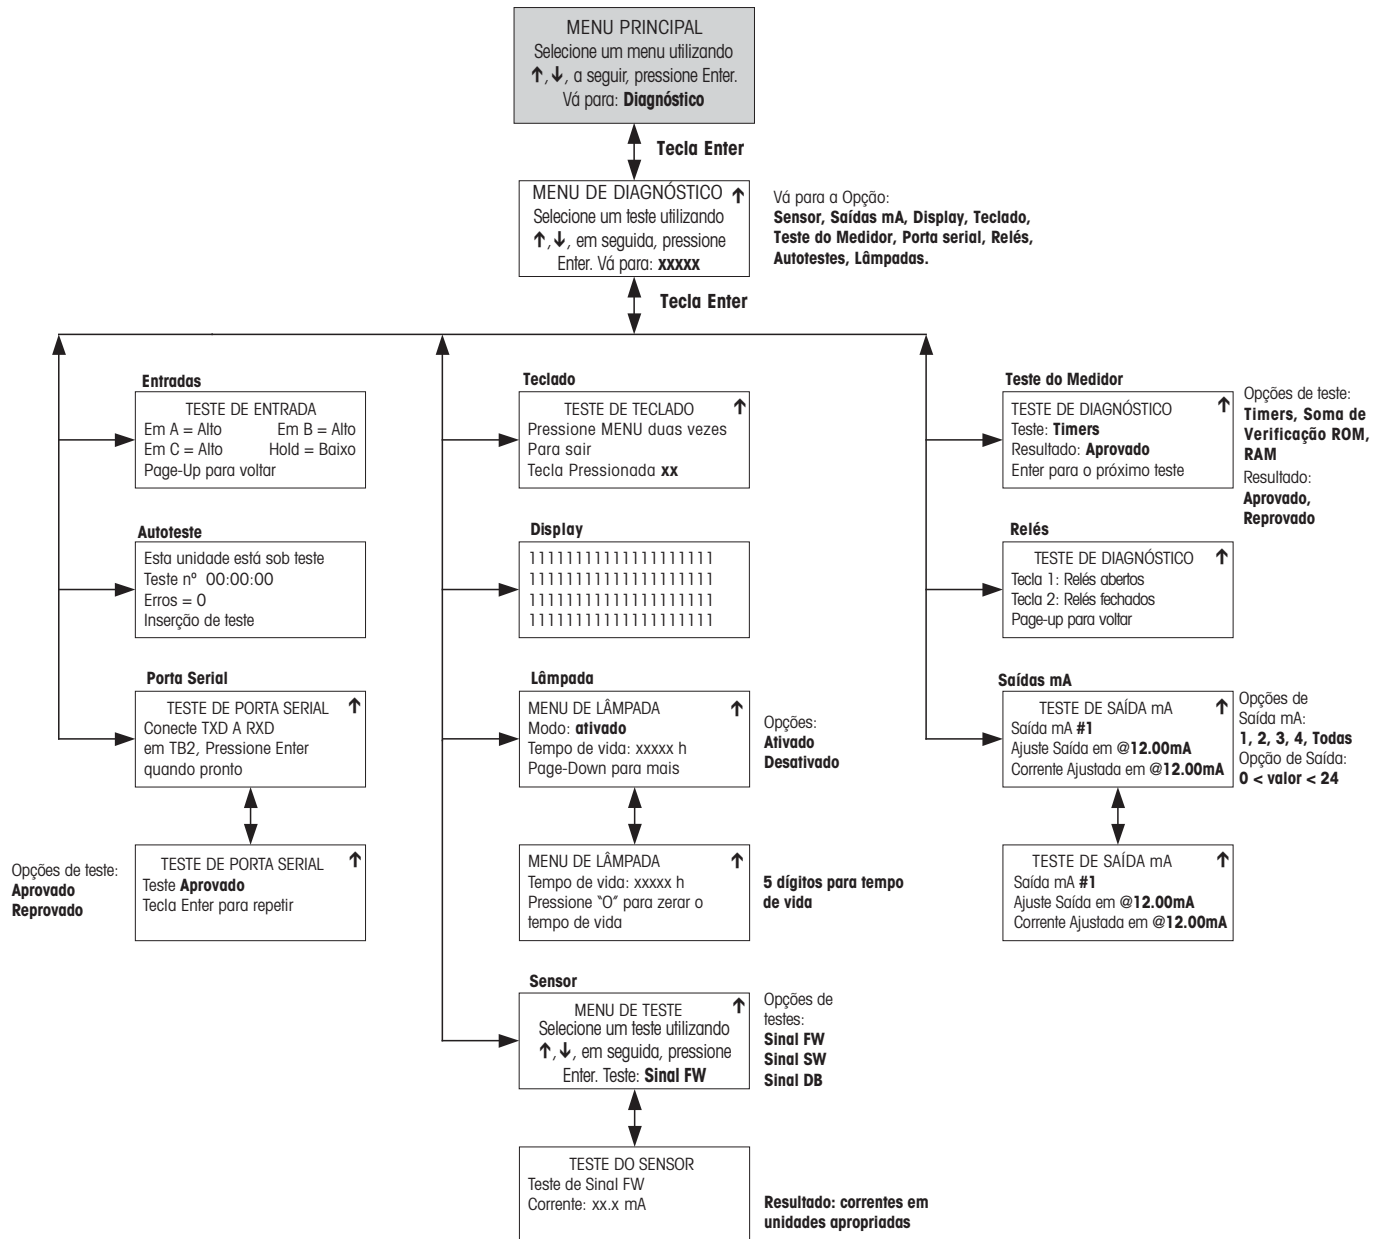 MENU PRINCIPAL
Selecione um menu utilizando
↑,↓, a seguir, pressione Enter.
Vá para: Diagnóstico
Tecla Enter
MENU DE DIAGNÓSTICO ↑
Selecione um teste utilizando
↑,↓, em seguida, pressione
Enter. Vá para: xxxxx
Vá para a Opção:
Sensor, Saídas mA, Display, Teclado,
Teste do Medidor, Porta serial, Relés,
Autotestes, Lâmpadas.
Tecla Enter
Entradas
TESTE DE ENTRADA
Em A = Alto Em B = Alto
Em C = Alto Hold = Baixo
Page-Up para voltar
Autoteste
Esta unidade está sob teste
Teste nº 00:00:00
Erros = 0
Inserção de teste
Porta Serial
TESTE DE PORTA SERIAL ↑
Conecte TXD A RXD
em TB2, Pressione Enter
quando pronto
Opções de teste:
Aprovado
Reprovado
TESTE DE PORTA SERIAL ↑
Teste Aprovado
Tecla Enter para repetir
Teclado
TESTE DE TECLADO ↑
Pressione MENU duas vezes
Para sair
Tecla Pressionada xx
Display
11111111111111111111
11111111111111111111
11111111111111111111
11111111111111111111
Lâmpada
MENU DE LÂMPADA ↑
Modo: ativado
Tempo de vida: xxxxx h
Page-Down para mais
Opções:
Ativado
Desativado
MENU DE LÂMPADA ↑
Tempo de vida: xxxxx h
Pressione "O" para zerar o
tempo de vida
5 dígitos para tempo
de vida
Sensor
MENU DE TESTE ↑
Selecione um teste utilizando
↑,↓, em seguida, pressione
Enter. Teste: Sinal FW
Opções de
testes:
Sinal FW
Sinal SW
Sinal DB
TESTE DO SENSOR
Teste de Sinal FW
Corrente: xx.x mA
Resultado: correntes em
unidades apropriadas
Teste do Medidor
TESTE DE DIAGNÓSTICO ↑
Teste: Timers
Resultado: Aprovado
Enter para o próximo teste
Opções de teste:
Timers, Soma de
Verificação ROM,
RAM
Resultado:
Aprovado,
Reprovado
Relés
TESTE DE DIAGNÓSTICO ↑
Tecla 1: Relés abertos
Tecla 2: Relés fechados
Page-up para voltar
Saídas mA
TESTE DE SAÍDA mA ↑
Saída mA #1
Ajuste Saída em @12.00mA
Corrente Ajustada em @12.00mA
Opções de
Saída mA:
1, 2, 3, 4, Todas
Opção de Saída:
0 < valor < 24
TESTE DE SAÍDA mA ↑
Saída mA #1
Ajuste Saída em @12.00mA
Corrente Ajustada em @12.00mA